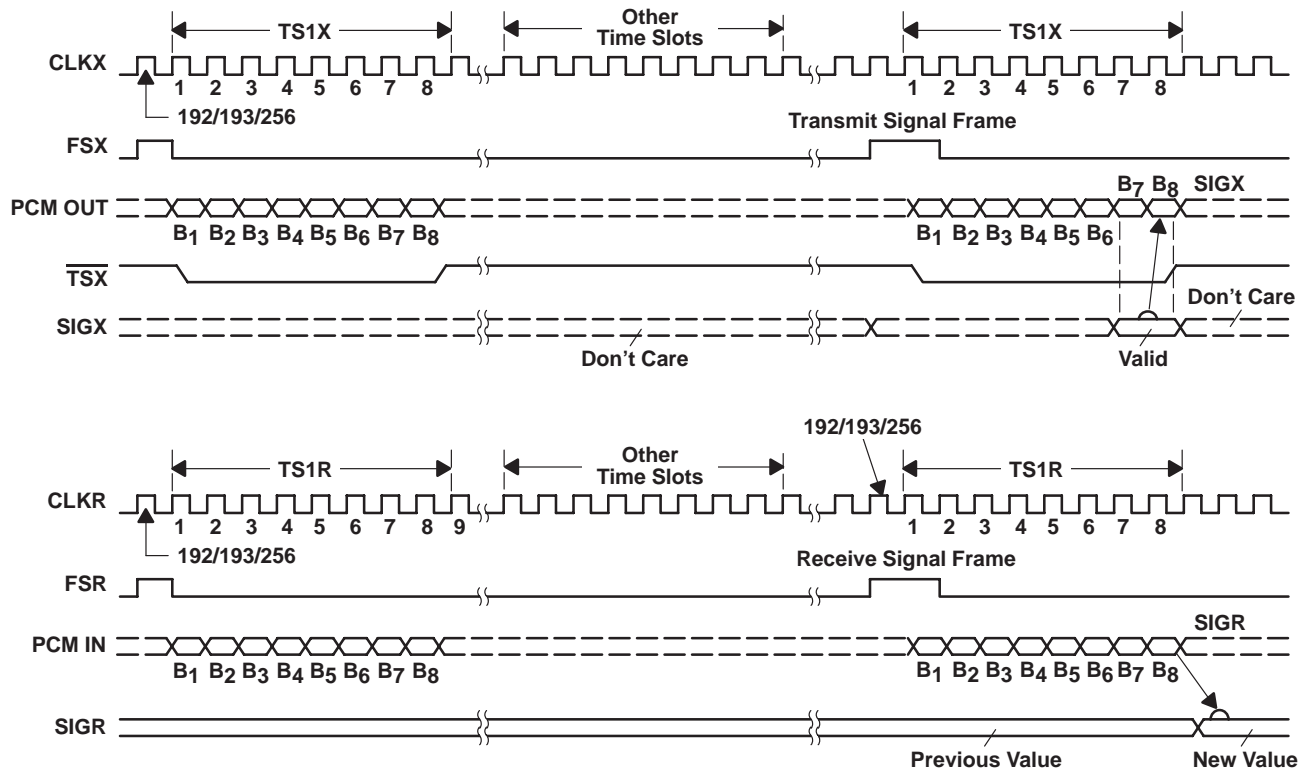 TS1X
Other
Time Slots
TS1X
CLKX
1 2 3 4 5 6 7 8
1 2 3 4 5 6 7 8
192/193/256
Transmit Signal Frame
FSX
B7 B8 SIGX
PCM OUT
B1 B2 B3 B4 B5 B6 B7 B8
B1 B2 B3 B4 B5 B6
TSX
Don't Care
SIGX
Don't Care
Valid
192/193/256
TS1R
Other
Time Slots
TS1R
CLKR
1 2 3 4 5 6 7 8 9
1 2 3 4 5 6 7 8
192/193/256
Receive Signal Frame
FSR
SIGR
PCM IN
B1 B2 B3 B4 B5 B6 B7 B8
B1 B2 B3 B4 B5 B6 B7 B8
SIGR
Previous Value
New Value